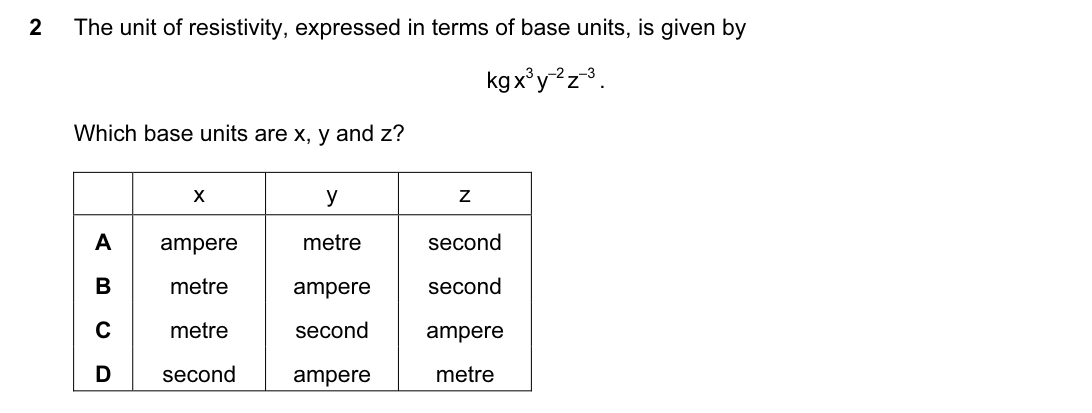 2 The unit of resistivity, expressed in terms of base units, is given by
kg x³ y⁻² z⁻³ .
Which base units are x, y and z?
x y z
A ampere metre second
B metre ampere second
C metre second ampere
D second ampere metre